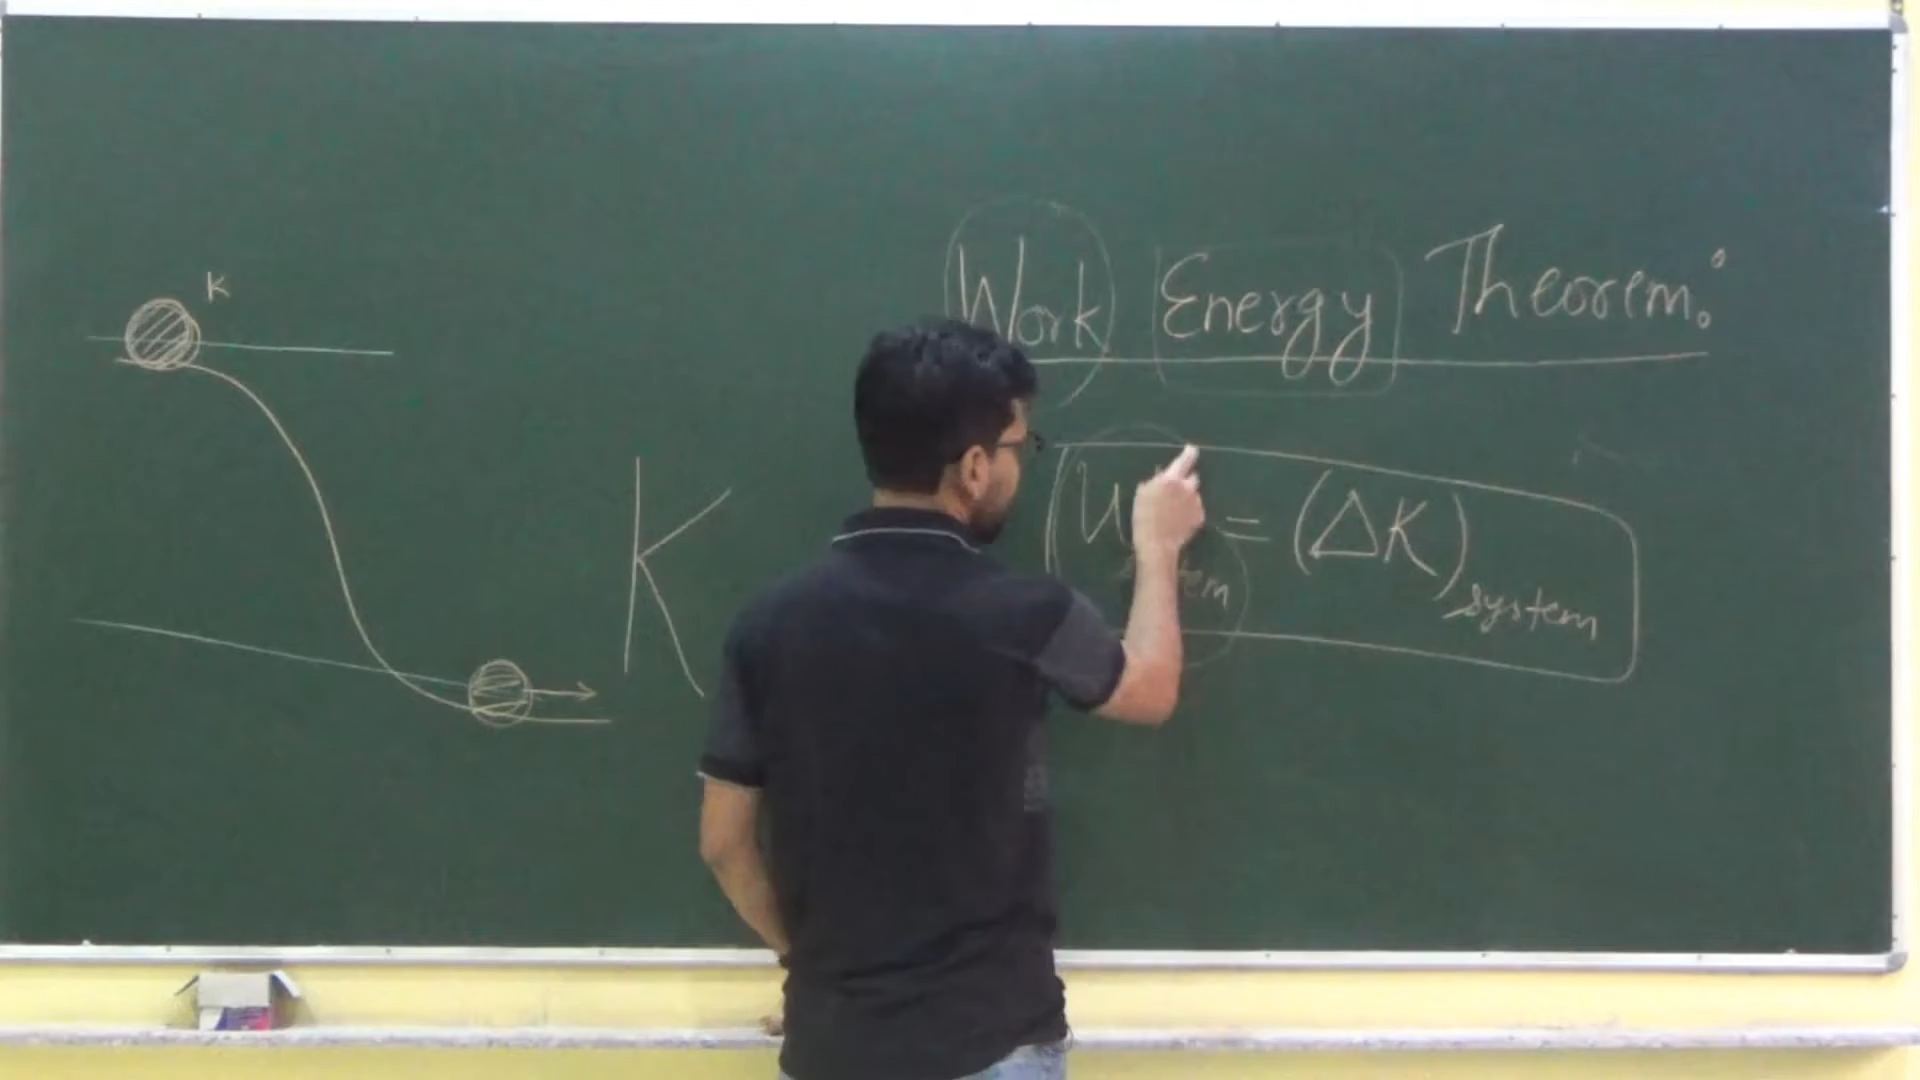 K
Work Energy Theorem:
K
= (ΔK)system